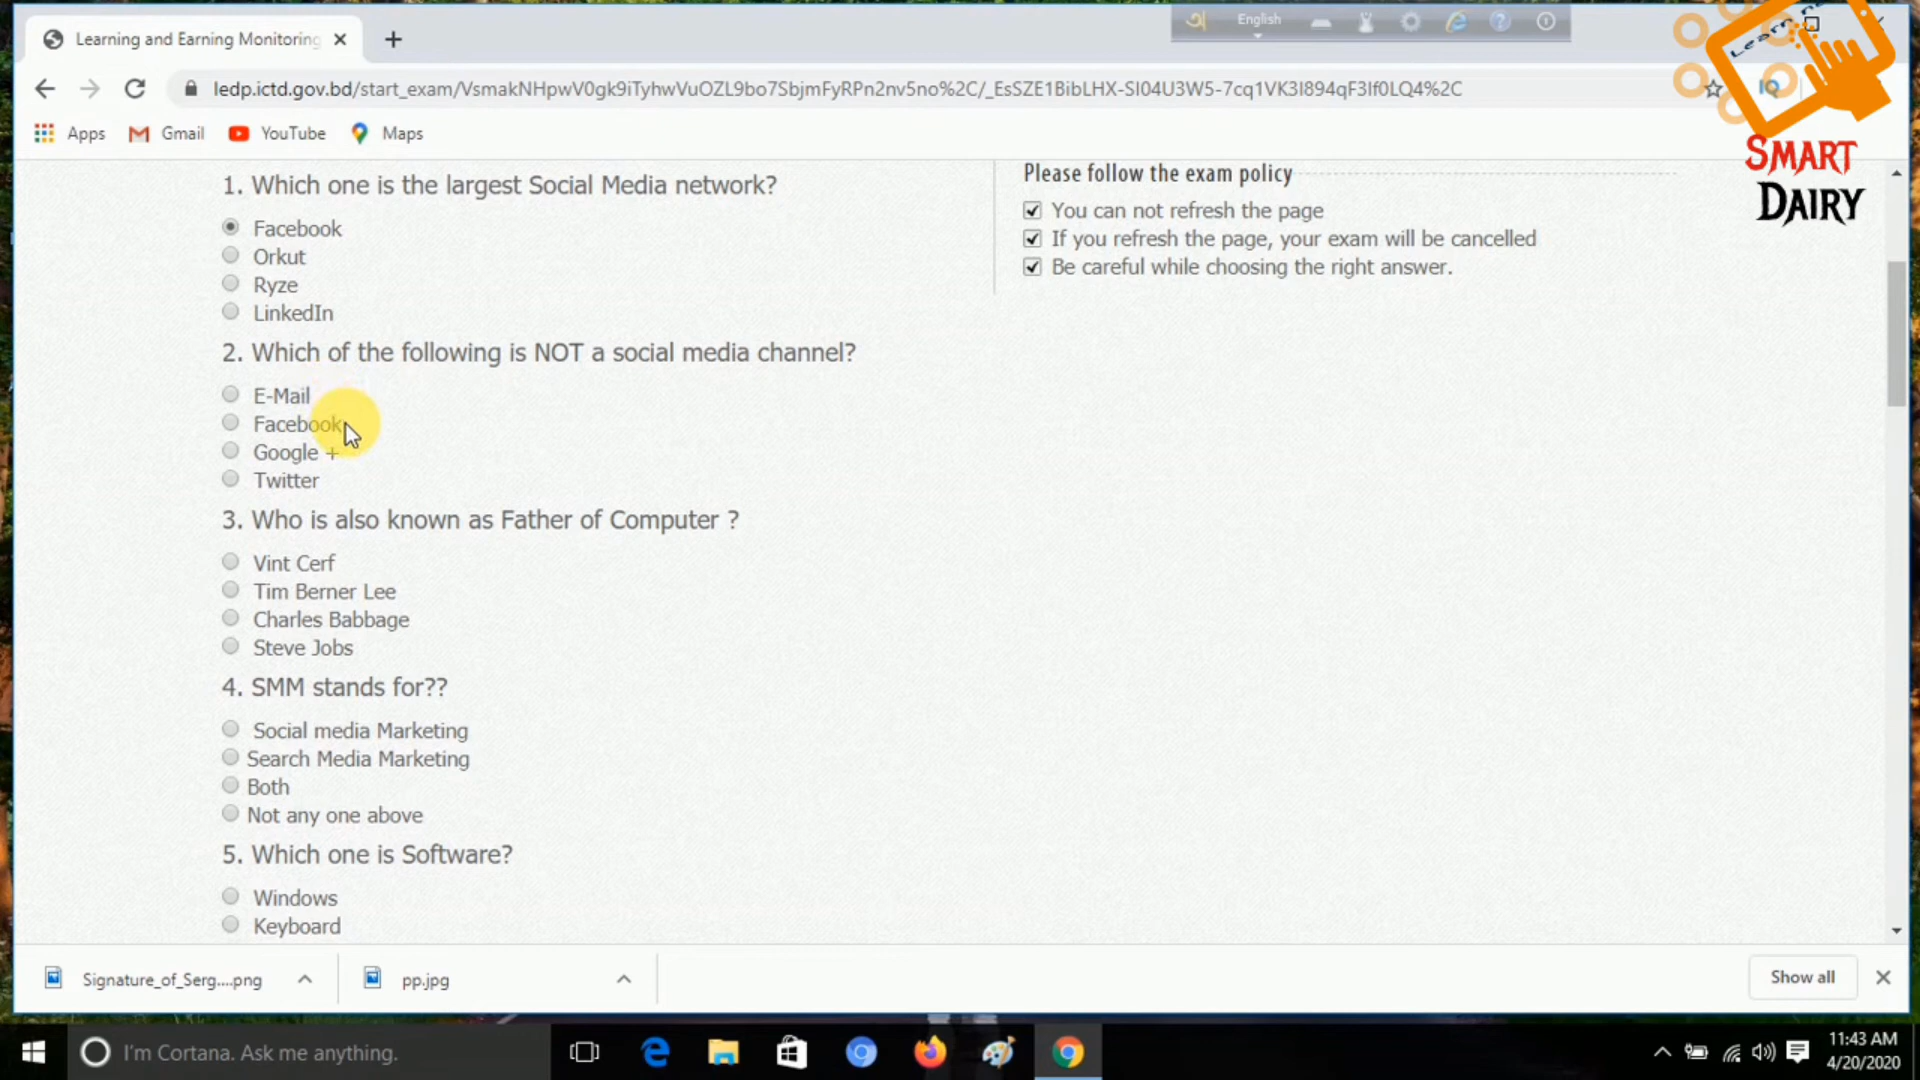 Learning and Earning Monitoring
English
ledp.ictd.gov.bd/start_exam/VsmakNHpwV0gk9iTyhwVuOZL9bo7SbjmFyRPn2nv5no%2C/_EsSZE1BibLHX-SI04U3W5-7cq1VK3I894qF3If0LQ4%2C
Apps Gmail YouTube Maps
SMART
DAIRY
1. Which one is the largest Social Media network?
Facebook
Orkut
Ryze
LinkedIn
2. Which of the following is NOT a social media channel?
E-Mail
Facebook
Google +
Twitter
3. Who is also known as Father of Computer ?
Vint Cerf
Tim Berner Lee
Charles Babbage
Steve Jobs
4. SMM stands for??
Social media Marketing
Search Media Marketing
Both
Not any one above
5. Which one is Software?
Windows
Keyboard
Please follow the exam policy
You can not refresh the page
If you refresh the page, your exam will be cancelled
Be careful while choosing the right answer.
Signature_of_Serg....png
pp.jpg
Show all
I'm Cortana. Ask me anything.
11:43 AM
4/20/2020